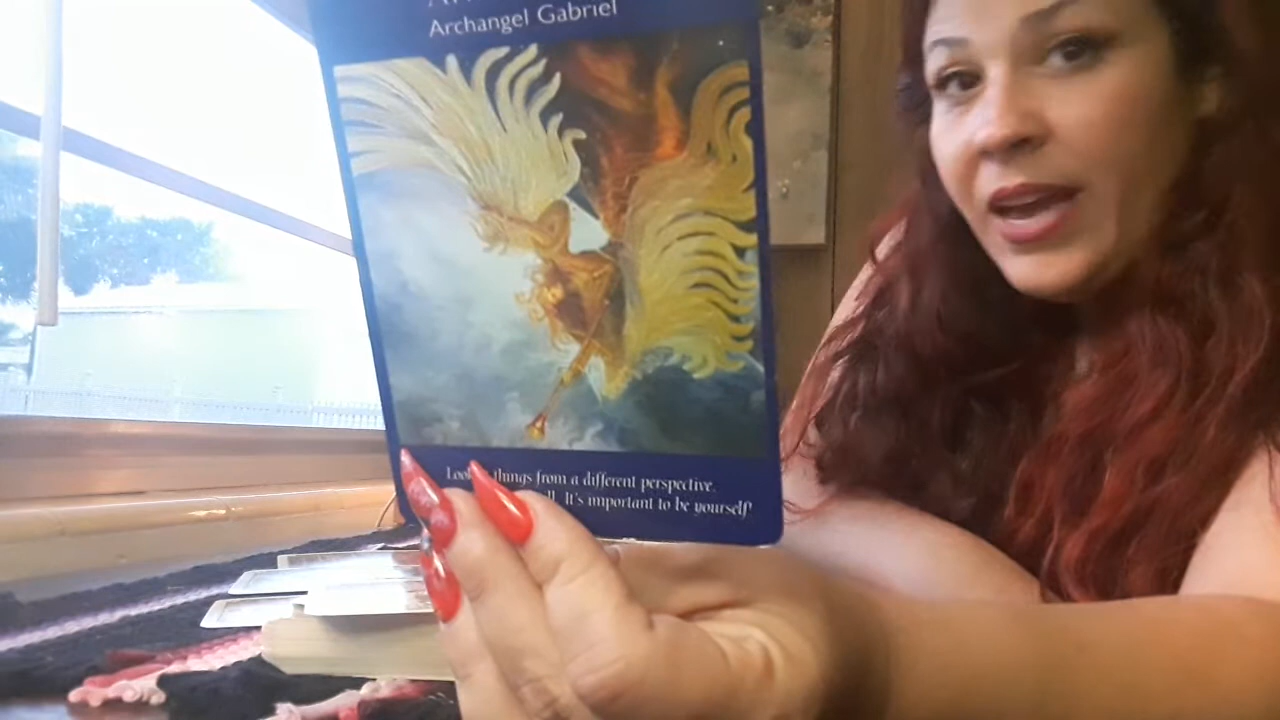 Archangel Gabriel
things from a different perspective.
It's important to be yourself!